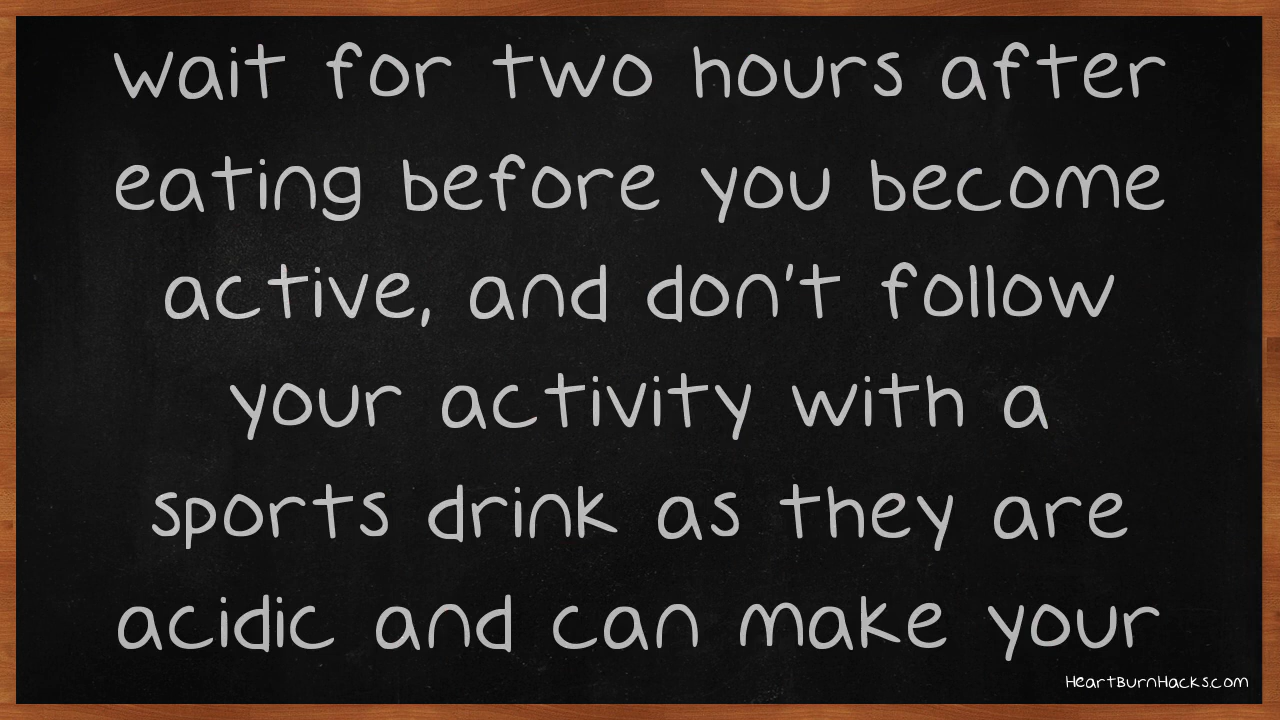 Wait for two hours after
eating before you become
active, and don't follow
your activity with a
sports drink as they are
acidic and can make your
HeartBurnHacks.com